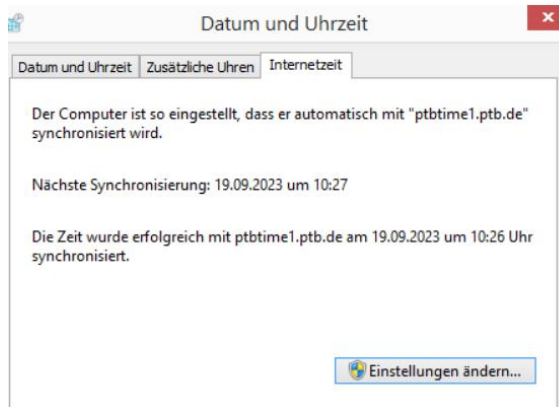 Datum und Uhrzeit
x
Datum und Uhrzeit Zusätzliche Uhren Internetzeit
Der Computer ist so eingestellt, dass er automatisch mit "ptbtime1.ptb.de"
synchronisiert wird.
Nächste Synchronisierung: 19.09.2023 um 10:27
Die Zeit wurde erfolgreich mit ptbtime1.ptb.de am 19.09.2023 um 10:26 Uhr
synchronisiert.
Einstellungen ändern...